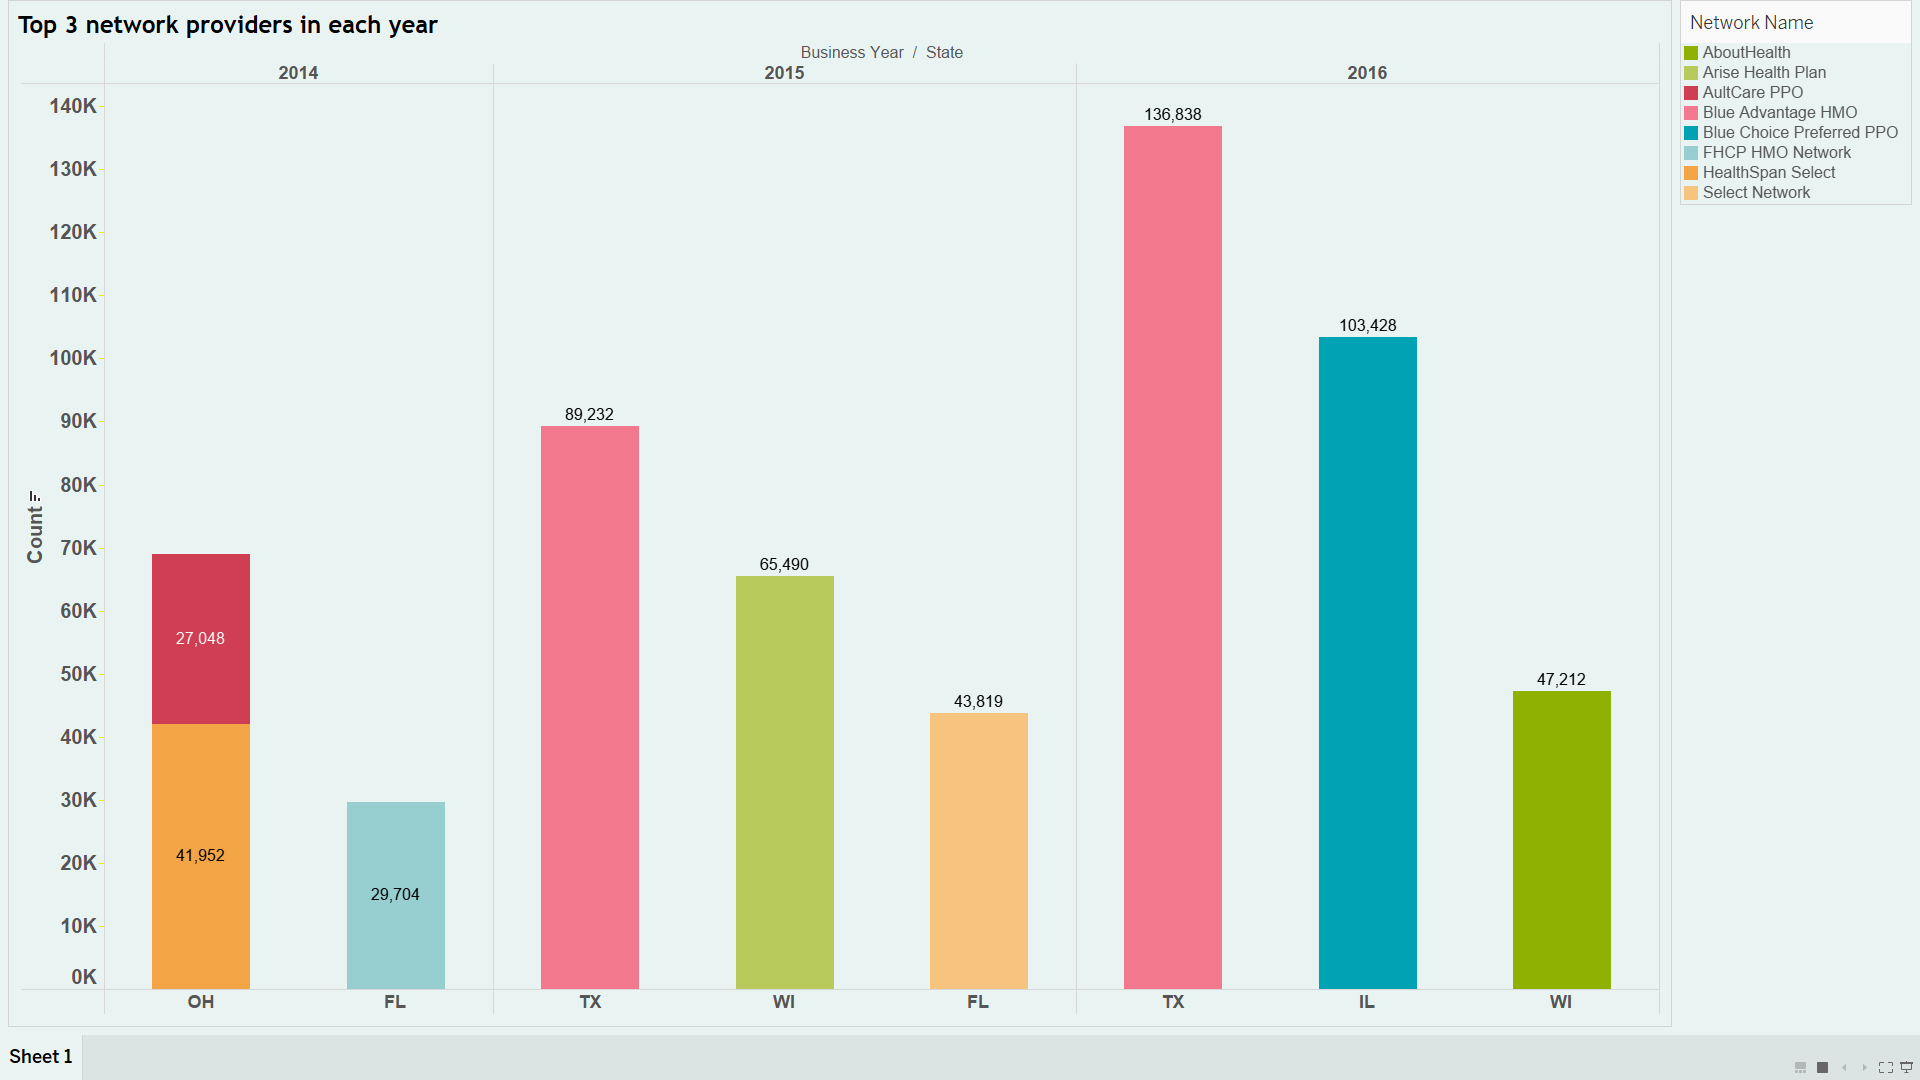 Top 3 network providers in each year
Business Year / State
2014 2015 2016
Count
140K
130K
120K
110K
100K
90K
80K
70K
60K
50K
40K
30K
20K
10K
0K
27,048
41,952
29,704
89,232
65,490
43,819
136,838
103,428
47,212
OH FL TX WI FL TX IL WI
Network Name
AboutHealth
Arise Health Plan
AultCare PPO
Blue Advantage HMO
Blue Choice Preferred PPO
FHCP HMO Network
HealthSpan Select
Select Network
Sheet 1